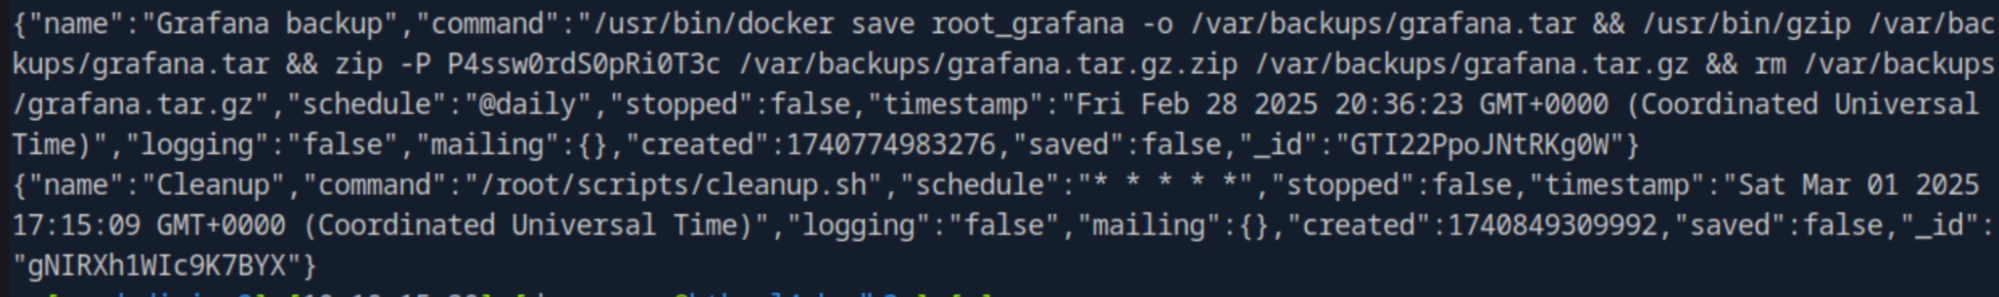 {"name":"Grafana backup","command":"/usr/bin/docker save root_grafana -o /var/backups/grafana.tar && /usr/bin/gzip /var/bac
kups/grafana.tar && zip -P P4ssw0rdS0pRi0T3c /var/backups/grafana.tar.gz.zip /var/backups/grafana.tar.gz && rm /var/backups
/grafana.tar.gz","schedule":"@daily","stopped":false,"timestamp":"Fri Feb 28 2025 20:36:23 GMT+0000 (Coordinated Universal
Time)","logging":"false","mailing":{},"created":1740774983276,"saved":false,"_id":"GTI22PpoJNtRKg0W"}
{"name":"Cleanup","command":"/root/scripts/cleanup.sh","schedule":"* * * * *","stopped":false,"timestamp":"Sat Mar 01 2025
17:15:09 GMT+0000 (Coordinated Universal Time)","logging":"false","mailing":{},"created":1740849309992,"saved":false,"_id":
"gNIRXh1WIc9K7BYX"}